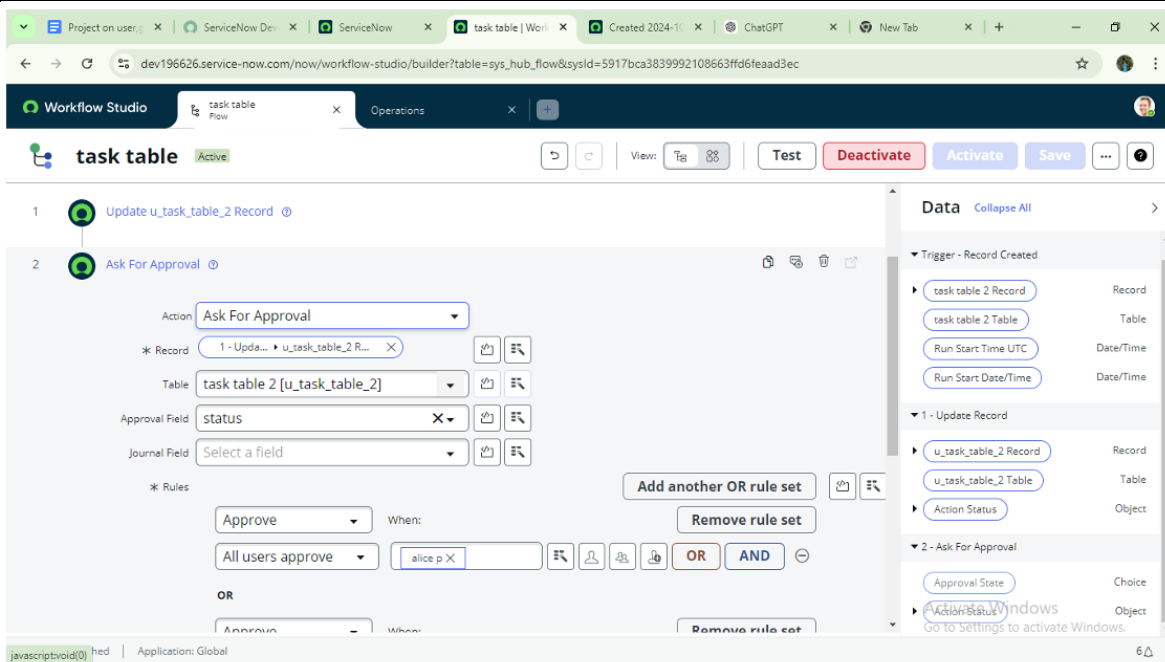 Project on user,g
ServiceNow Dev
ServiceNow
task table | Work
Created 2024-10
ChatGPT
New Tab
dev196626.service-now.com/now/workflow-studio/builder?table=sys_hub_flow&sysId=5917bca3839992108663ffd6feaad3ec
Workflow Studio
task table
Flow
Operations
task table Active
View:
Test
Deactivate
Activate
Save
1 Update u_task_table_2 Record
2 Ask For Approval
Action Ask For Approval
* Record 1 - Upda... ▸ u_task_table_2 R...
Table task table 2 [u_task_table_2]
Approval Field status
Journal Field Select a field
* Rules
Add another OR rule set
Approve When: Remove rule set
All users approve alice p OR AND
OR
Approve When: Remove rule set
Data Collapse All
Trigger - Record Created
task table 2 Record Record
task table 2 Table Table
Run Start Time UTC Date/Time
Run Start Date/Time Date/Time
1 - Update Record
u_task_table_2 Record Record
u_task_table_2 Table Table
Action Status Object
2 - Ask For Approval
Approval State Choice
Action Status Object
Activate Windows
Go to Settings to activate Windows.
javascript:void(0) hed Application: Global 6